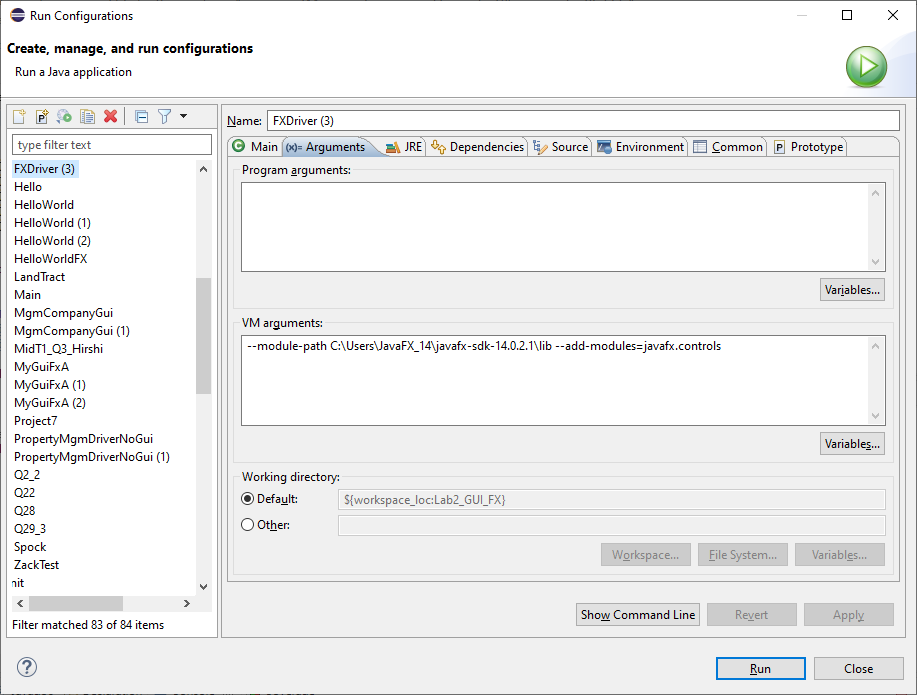 Run Configurations
Create, manage, and run configurations
Run a Java application
type filter text
FXDriver (3)
Hello
HelloWorld
HelloWorld (1)
HelloWorld (2)
HelloWorldFX
LandTract
Main
MgmCompanyGui
MgmCompanyGui (1)
MidT1_Q3_Hirshi
MyGuiFxA
MyGuiFxA (1)
MyGuiFxA (2)
Project7
PropertyMgmDriverNoGui
PropertyMgmDriverNoGui (1)
Q2_2
Q22
Q28
Q29_3
Spock
ZackTest
nit
Filter matched 83 of 84 items
Name: FXDriver (3)
Main (x)= Arguments JRE Dependencies Source Environment Common Prototype
Program arguments:
Variables...
VM arguments:
--module-path C:\Users\JavaFX_14\javafx-sdk-14.0.2.1\lib --add-modules=javafx.controls
Variables...
Working directory:
Default: ${workspace_loc:Lab2_GUI_FX}
Other:
Workspace... File System... Variables...
Show Command Line Revert Apply
Run Close